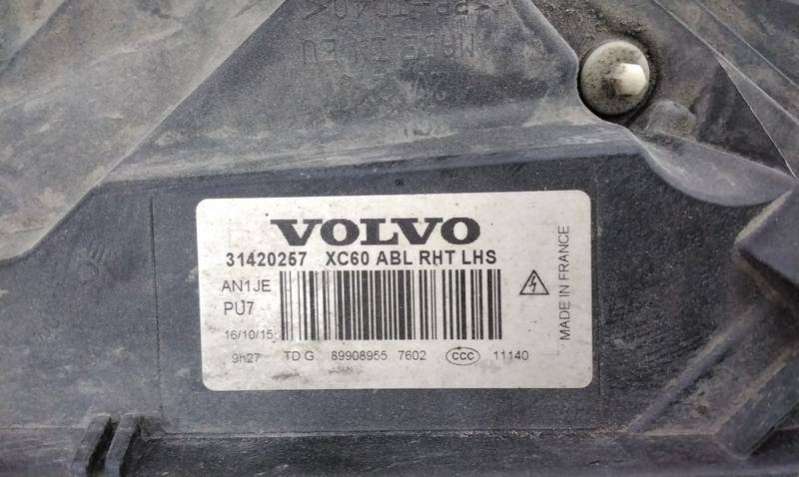 VOLVO
31420257 XC60 ABL RHT LHS
AN1JE
PU7
16/10/15
9h27 TD G 89908955 7602 CCC 11140
MADE IN FRANCE